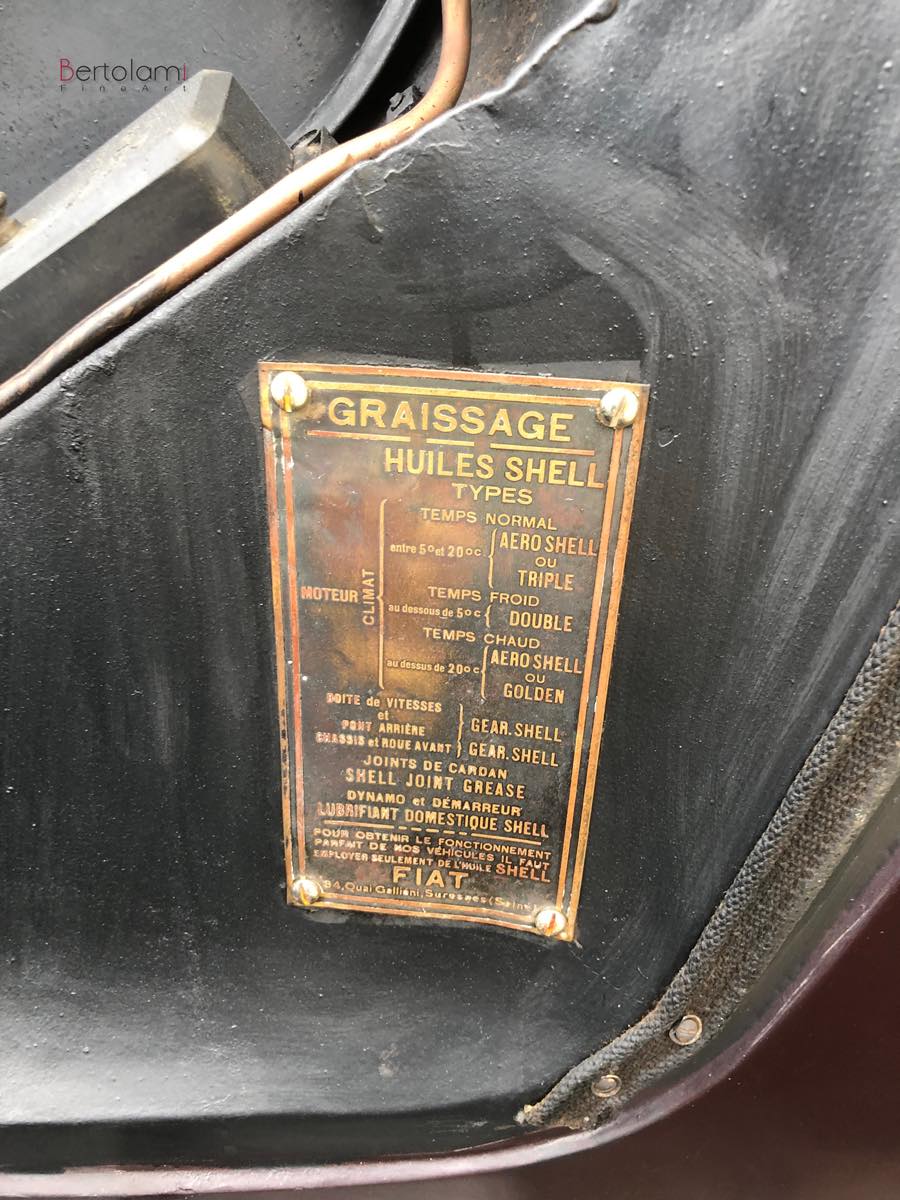 Bertolami
FineArt
GRAISSAGE
HUILES SHELL
TYPES
TEMPS NORMAL
entre 5° et 20°C
AERO SHELL
OU
TRIPLE
MOTEUR
CLIMAT
TEMPS FROID
au dessous de 5°C
DOUBLE
TEMPS CHAUD
au dessus de 20°C
AERO SHELL
OU
GOLDEN
BOITE de VITESSES
et
PONT ARRIÈRE
GEAR. SHELL
CHASSIS et ROUE AVANT
GEAR. SHELL
JOINTS DE CARDAN
SHELL JOINT GREASE
DYNAMO et DÉMARREUR
LUBRIFIANT DOMESTIQUE SHELL
POUR OBTENIR LE FONCTIONNEMENT
PARFAIT DE NOS VÉHICULES IL FAUT
EMPLOYER SEULEMENT DE L'HUILE SHELL
FIAT
Quai Galliéni, Suresnes (Seine)